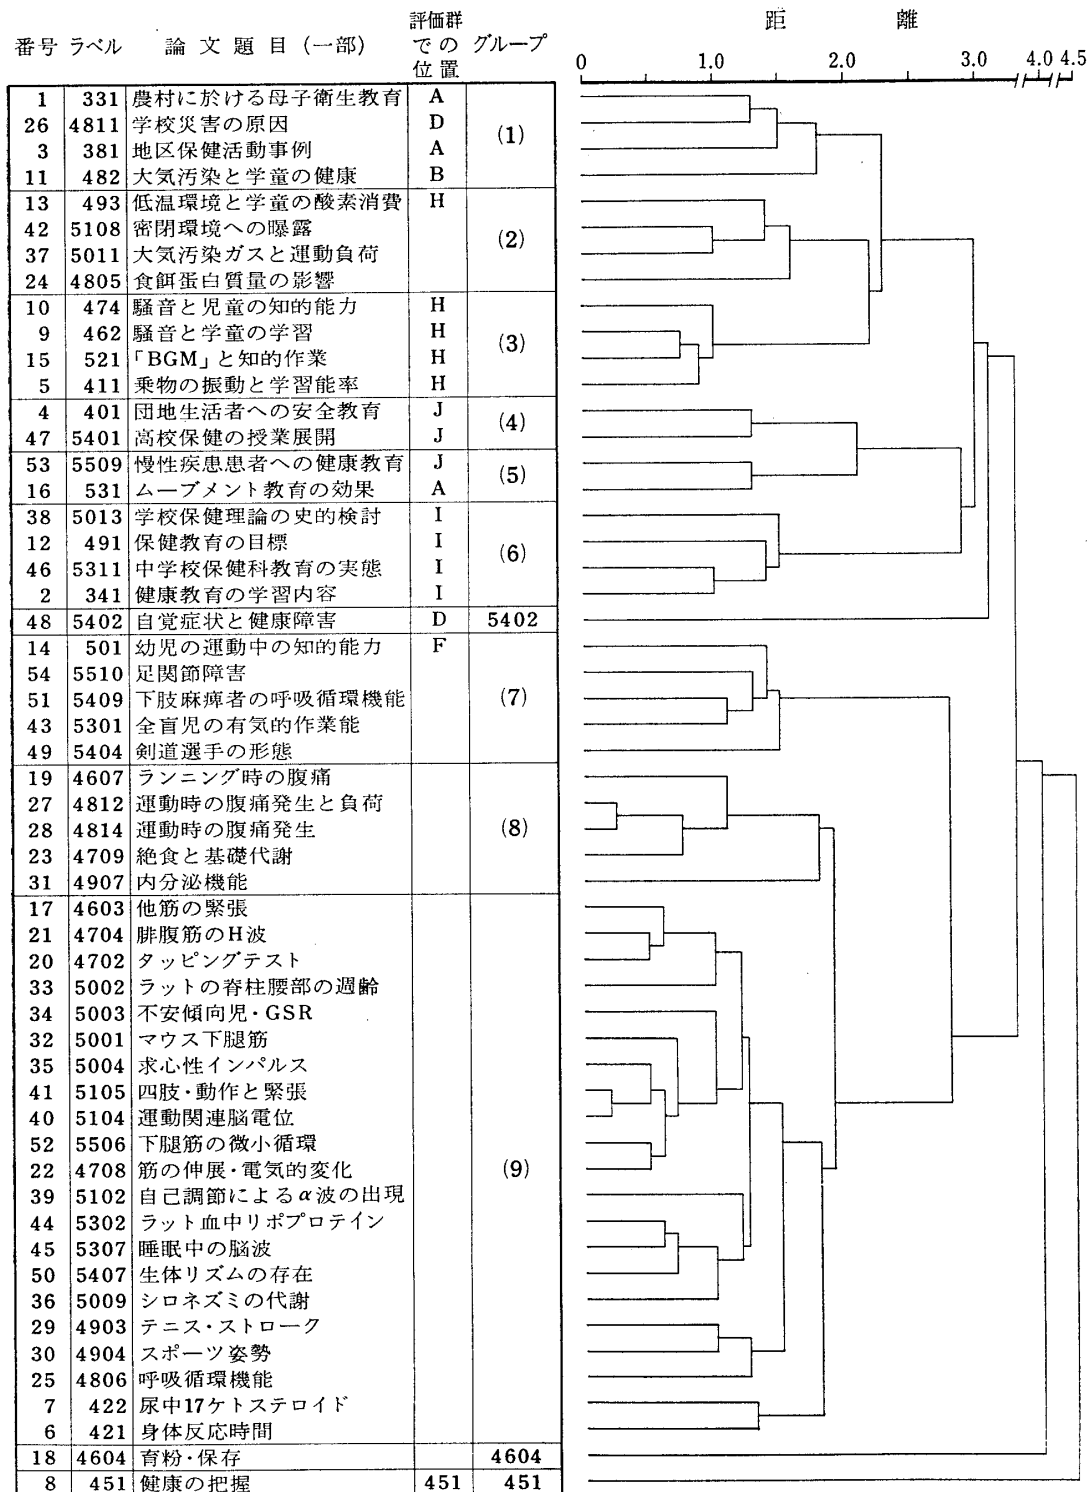 評価群
番号 ラベル 論文題目(一部) での グループ
位置
距離
0 1.0 2.0 3.0 4.0 4.5
1 331 農村に於ける母子衛生教育 A
26 4811 学校災害の原因 D
(1)
3 381 地区保健活動事例 A
11 482 大気汚染と学童の健康 B
13 493 低温環境と学童の酸素消費 H
42 5108 密閉環境への曝露
(2)
37 5011 大気汚染ガスと運動負荷
24 4805 食餌蛋白質量の影響
10 474 騒音と児童の知的能力 H
9 462 騒音と学童の学習 H
(3)
15 521 「BGM」と知的作業 H
5 411 乗物の振動と学習能率 H
4 401 団地生活者への安全教育 J
(4)
47 5401 高校保健の授業展開 J
53 5509 慢性疾患患者への健康教育 J
(5)
16 531 ムーブメント教育の効果 A
38 5013 学校保健理論の史的検討 I
12 491 保健教育の目標 I
(6)
46 5311 中学校保健科教育の実態 I
2 341 健康教育の学習内容 I
48 5402 自覚症状と健康障害 D 5402
14 501 幼児の運動中の知的能力 F
54 5510 足関節障害
51 5409 下肢麻痺者の呼吸循環機能 (7)
43 5301 全盲児の有気的作業能
49 5404 剣道選手の形態
19 4607 ランニング時の腹痛
27 4812 運動時の腹痛発生と負荷
28 4814 運動時の腹痛発生 (8)
23 4709 絶食と基礎代謝
31 4907 内分泌機能
17 4603 他筋の緊張
21 4704 腓腹筋のH波
20 4702 タッピングテスト
33 5002 ラットの脊柱腰部の週齢
34 5003 不安傾向児・GSR
32 5001 マウス下腿筋
35 5004 求心性インパルス
41 5105 四肢・動作と緊張
40 5104 運動関連脳電位
52 5506 下腿筋の微小循環
22 4708 筋の伸展・電気的変化 (9)
39 5102 自己調節によるα波の出現
44 5302 ラット血中リポプロテイン
45 5307 睡眠中の脳波
50 5407 生体リズムの存在
36 5009 シロネズミの代謝
29 4903 テニス・ストローク
30 4904 スポーツ姿勢
25 4806 呼吸循環機能
7 422 尿中17ケトステロイド
6 421 身体反応時間
18 4604 育粉・保存 4604
8 451 健康の把握 451 451